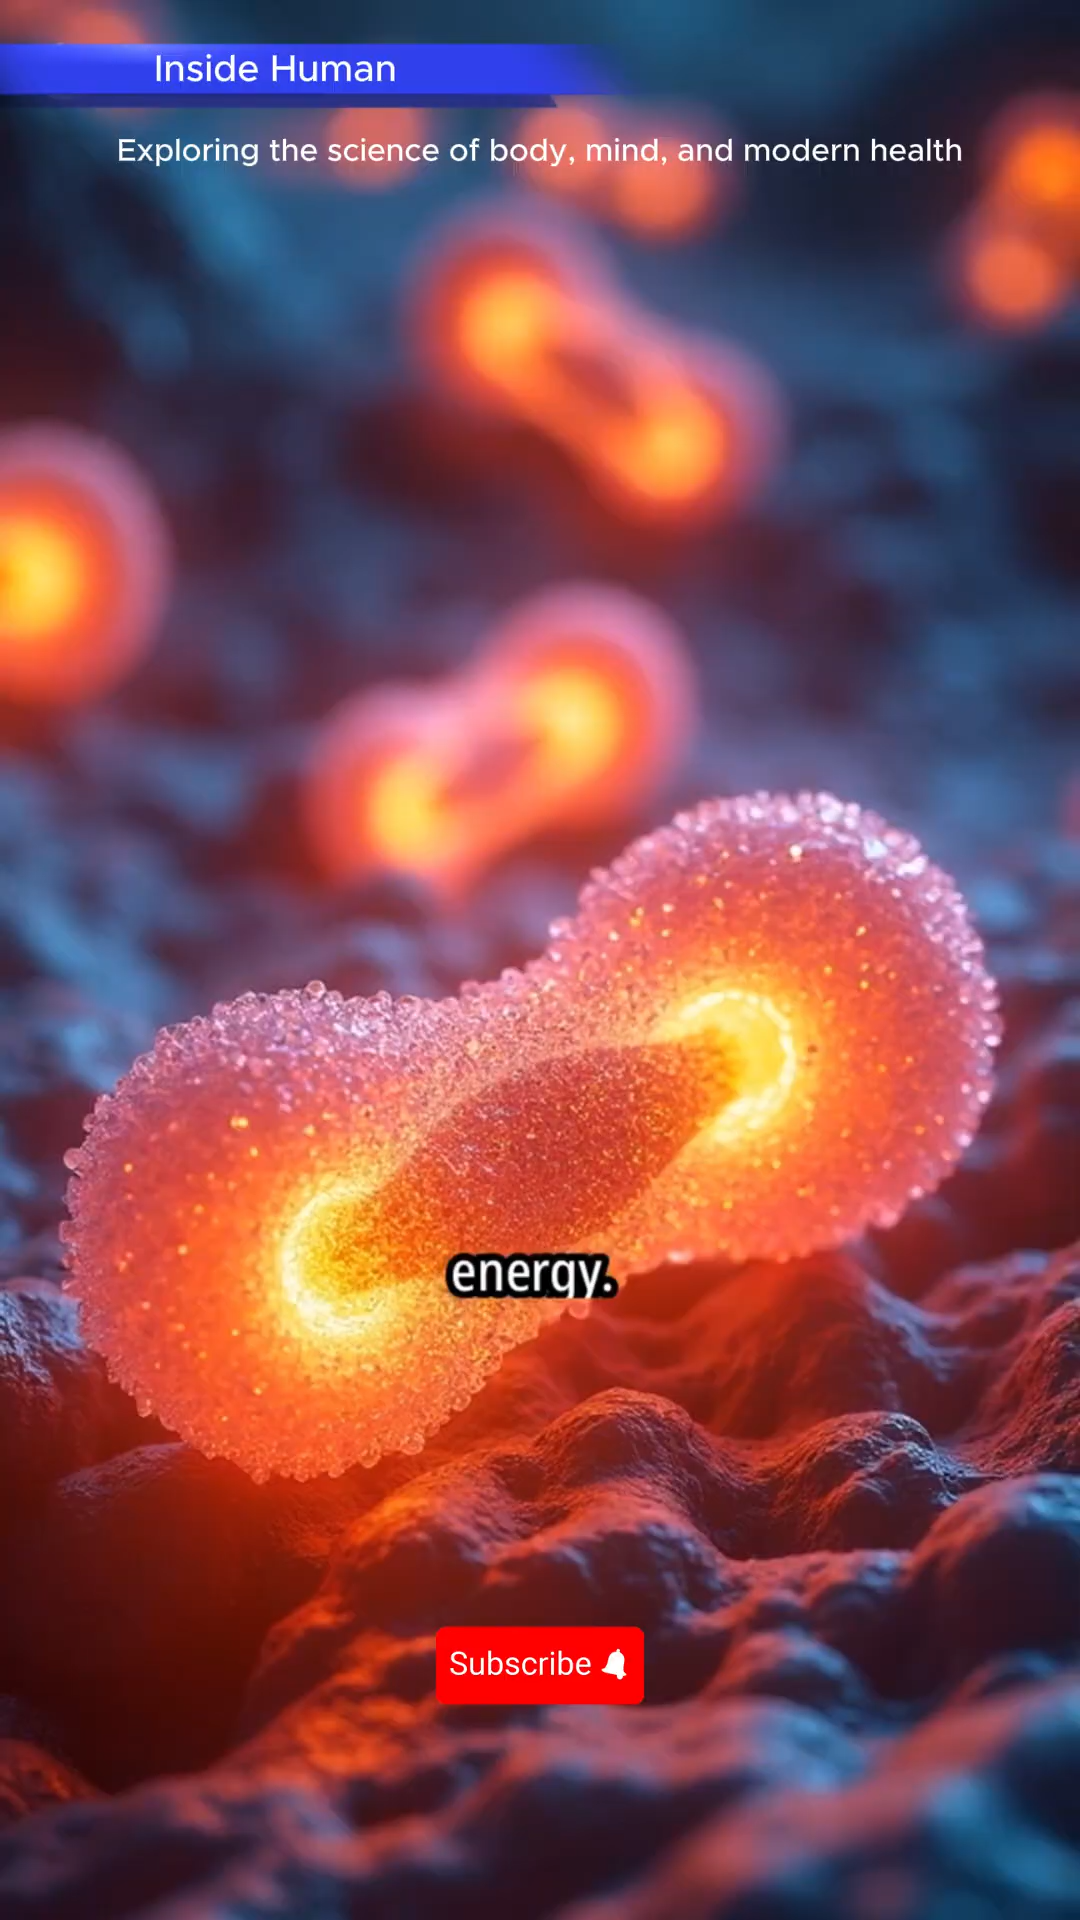 Inside Human
Exploring the science of body, mind, and modern health
energy.
Subscribe